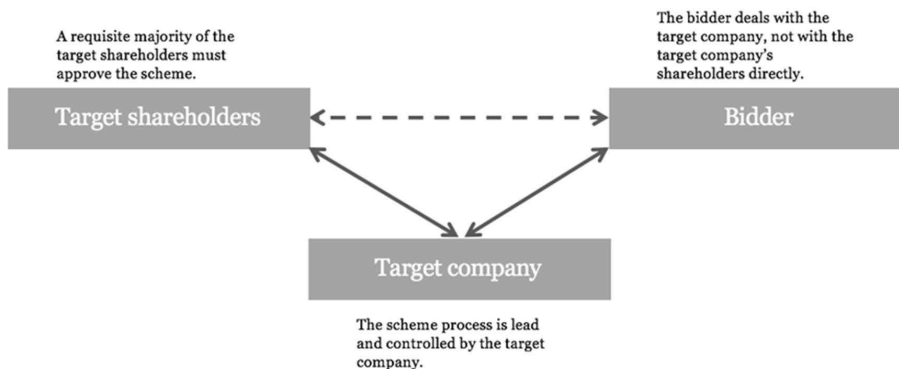 A requisite majority of the
target shareholders must
approve the scheme.
The bidder deals with the
target company, not with the
target company's
shareholders directly.
Target shareholders
Bidder
Target company
The scheme process is lead
and controlled by the target
company.